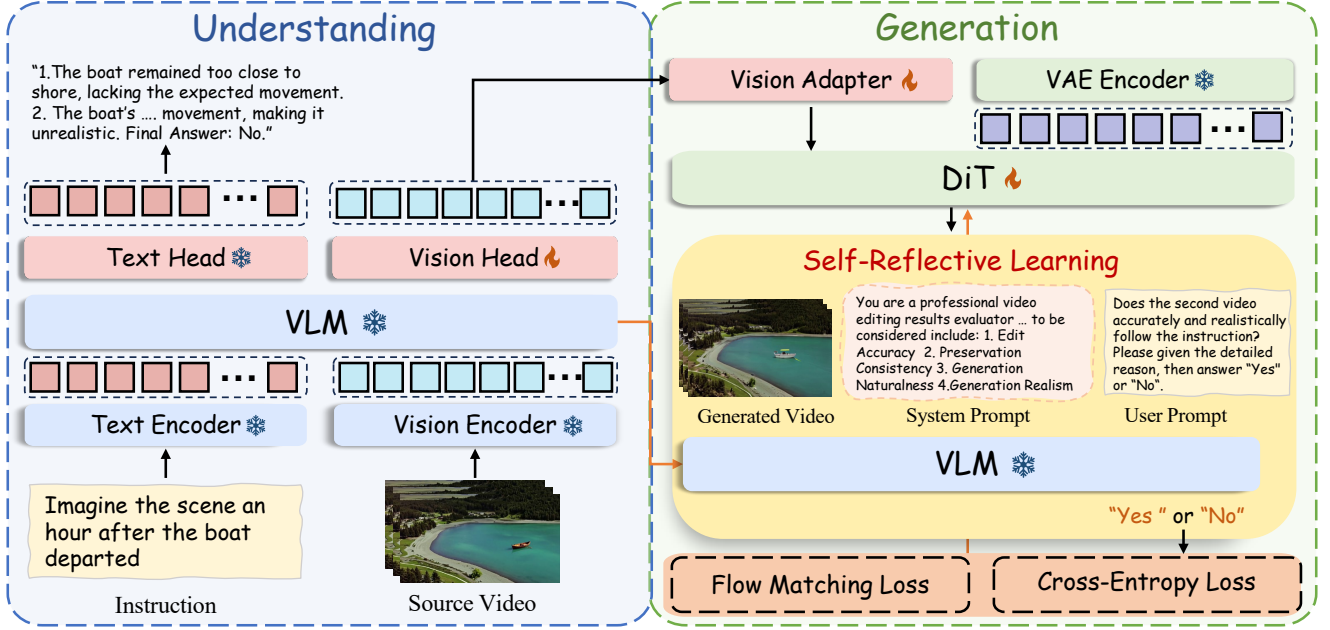 Understanding
“1.The boat remained too close to
shore, lacking the expected movement.
2. The boat’s .... movement, making it
unrealistic. Final Answer: No.”
Text Head
Vision Head
VLM
Text Encoder
Vision Encoder
Imagine the scene an
hour after the boat
departed
Instruction
Source Video
Generation
Vision Adapter
VAE Encoder
DiT
Self-Reflective Learning
You are a professional video
editing results evaluator … to be
considered include: 1. Edit
Accuracy 2. Preservation
Consistency 3. Generation
Naturalness 4.Generation Realism
Does the second video
accurately and realistically
follow the instruction?
Please given the detailed
reason, then answer “Yes"
or “No“.
Generated Video
System Prompt
User Prompt
VLM
“Yes ” or “No”
Flow Matching Loss
Cross-Entropy Loss